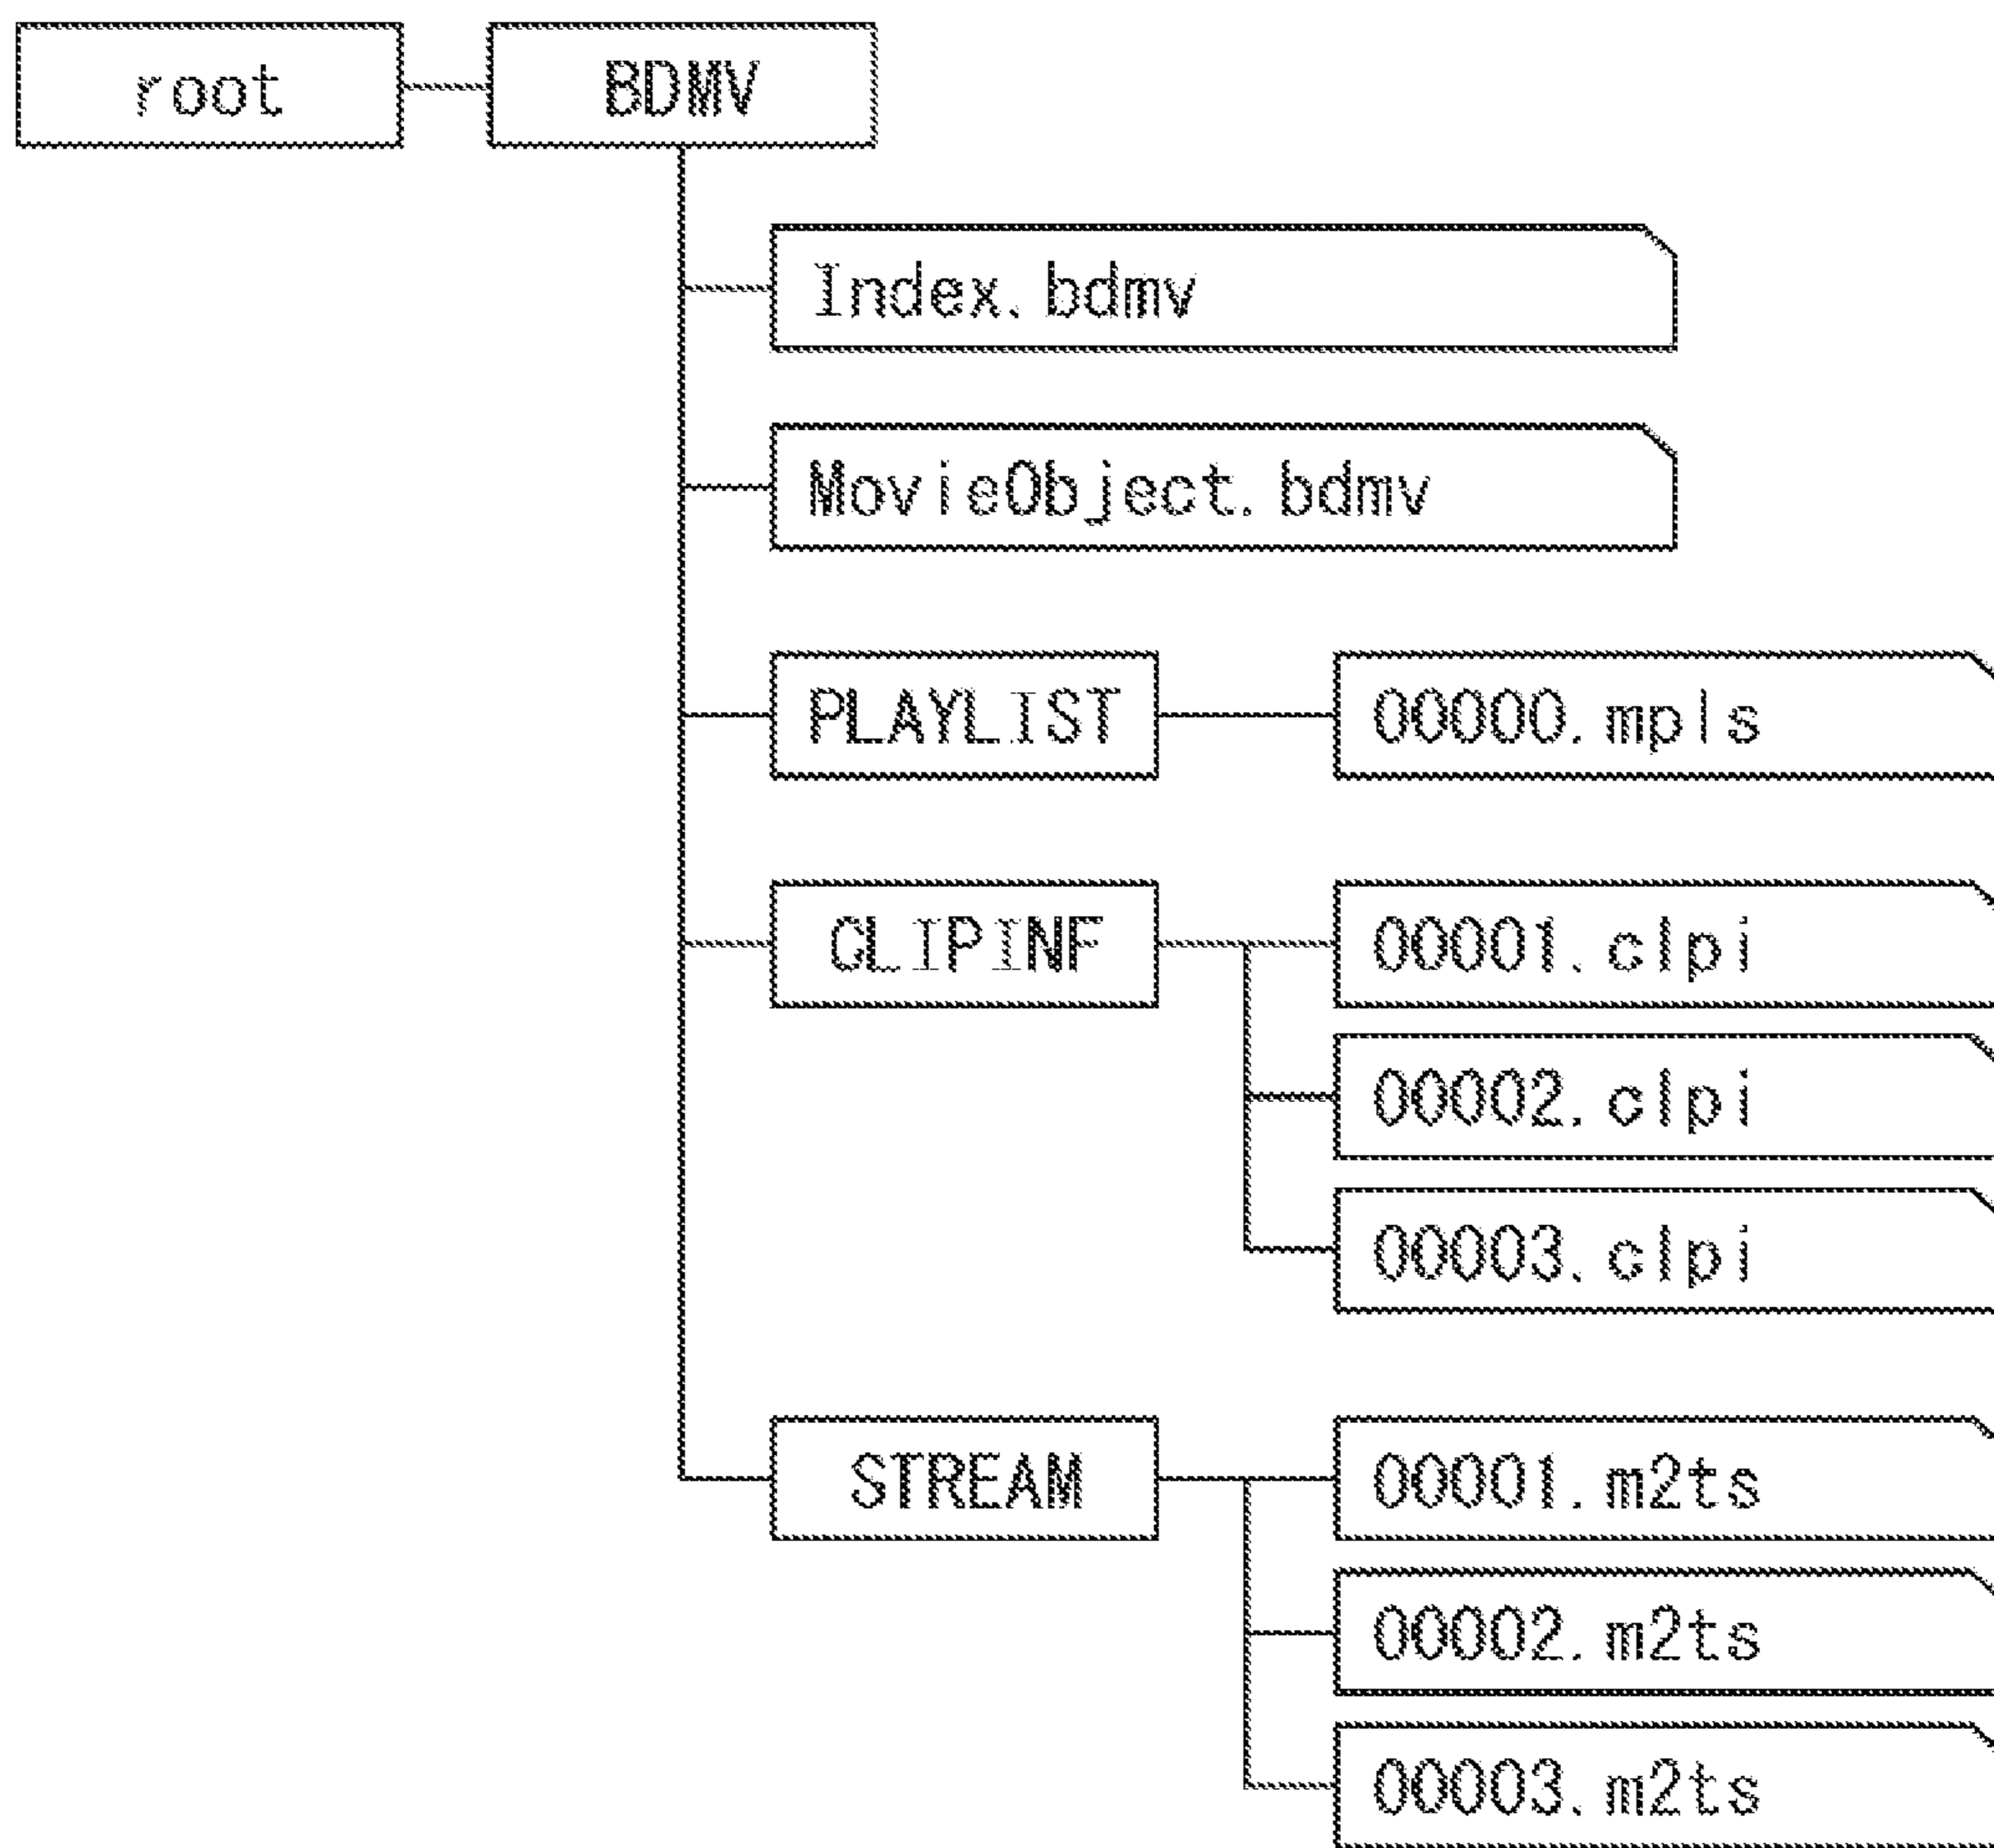 root
BDMV
Index.bdmv
MovieObject.bdmv
PLAYLIST
00000.mpls
CLIPINF
00001.clpi
00002.clpi
00003.clpi
STREAM
00001.m2ts
00002.m2ts
00003.m2ts